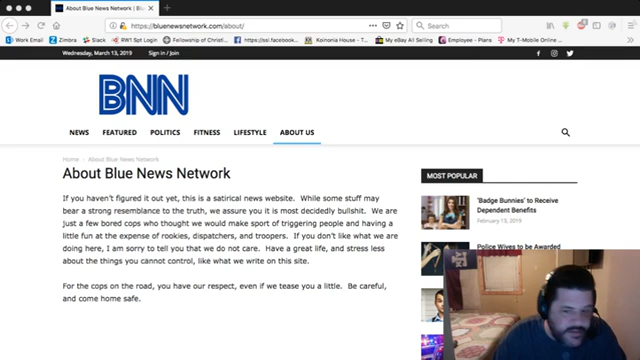 About Blue News Network | Bl
https://bluenewsnetwork.com/about/
Search
Work Email Zimbra Slack RW1 Spot Login Fellowship of Christi... https://ssl.facebook... Koinonia House - T... My eBay All Selling Employee - Plans My T-Mobile Online ...
Wednesday, March 13, 2019 Sign in / Join
BNN
NEWS FEATURED POLITICS FITNESS LIFESTYLE ABOUT US
Home About Blue News Network
About Blue News Network
If you haven't figured it out yet, this is a satirical news website. While some stuff may
bear a strong resemblance to the truth, we assure you it is most decidedly bullshit. We are
just a few bored cops who thought we would make sport of triggering people and having a
little fun at the expense of rookies, dispatchers, and troopers. If you don't like what we are
doing here, I am sorry to tell you that we do not care. Have a great life, and stress less
about the things you cannot control, like what we write on this site.
For the cops on the road, you have our respect, even if we tease you a little. Be careful,
and come home safe.
MOST POPULAR
'Badge Bunnies' to Receive
Dependent Benefits
February 13, 2019
Police Wives to be Awarded